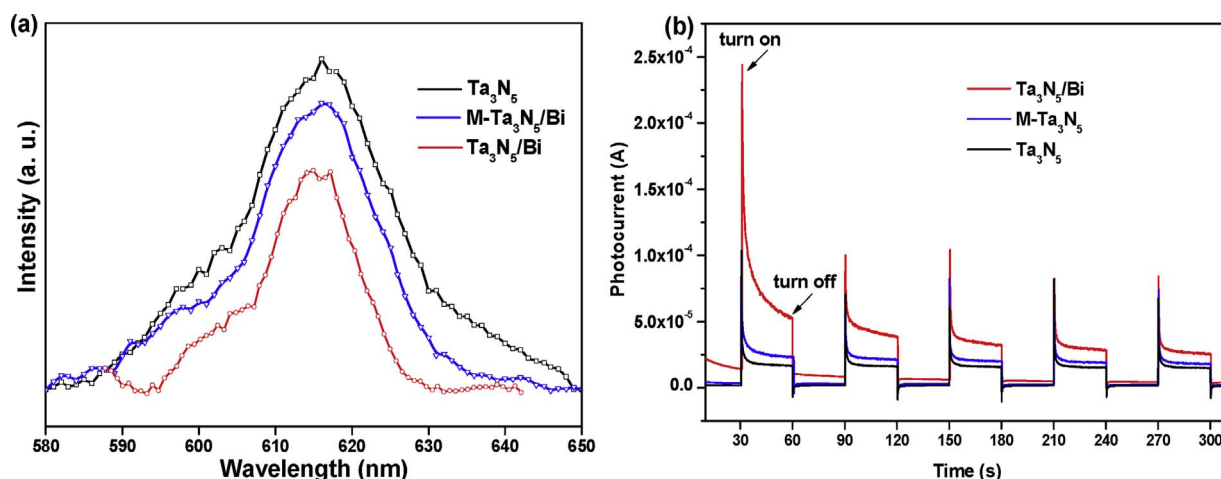 (a)
Intensity (a. u.)
Ta₃N₅
M-Ta₃N₅/Bi
Ta₃N₅/Bi
580 590 600 610 620 630 640 650
Wavelength (nm)
(b)
Photocurrent (A)
2.5x10⁻⁴
2.0x10⁻⁴
1.5x10⁻⁴
1.0x10⁻⁴
5.0x10⁻⁵
0.0
turn on
turn off
Ta₃N₅/Bi
M-Ta₃N₅
Ta₃N₅
30 60 90 120 150 180 210 240 270 300
Time (s)